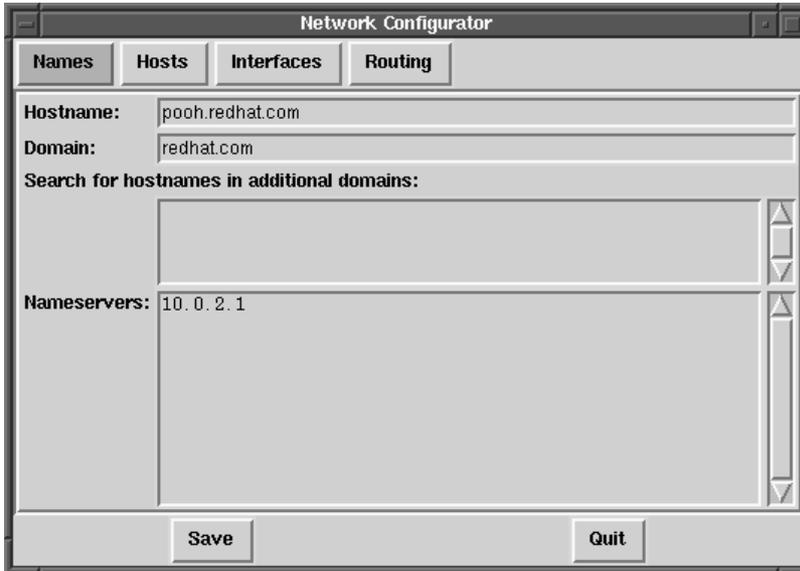 Network Configurator
Names Hosts Interfaces Routing
Hostname: pooh.redhat.com
Domain: redhat.com
Search for hostnames in additional domains:
Nameservers: 10.0.2.1
Save Quit